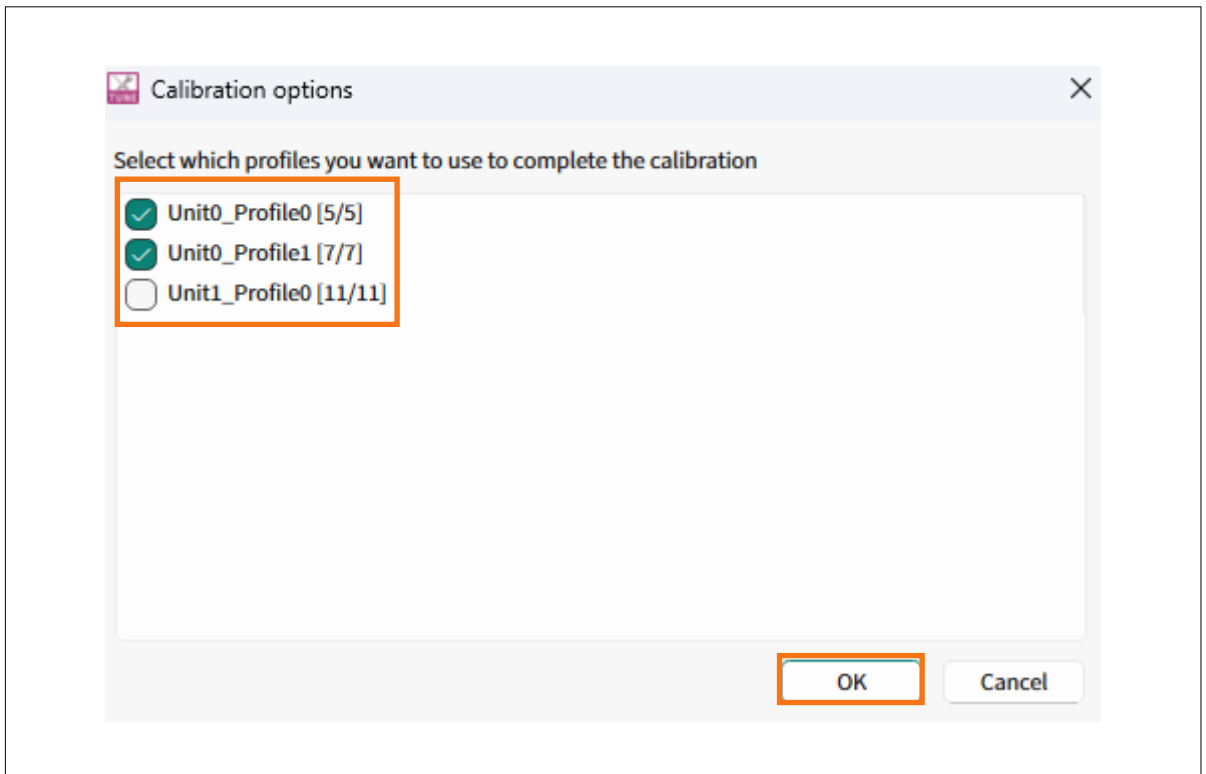 TUNE
Calibration options
Select which profiles you want to use to complete the calibration
Unit0_Profile0 [5/5]
Unit0_Profile1 [7/7]
Unit1_Profile0 [11/11]
OK
Cancel